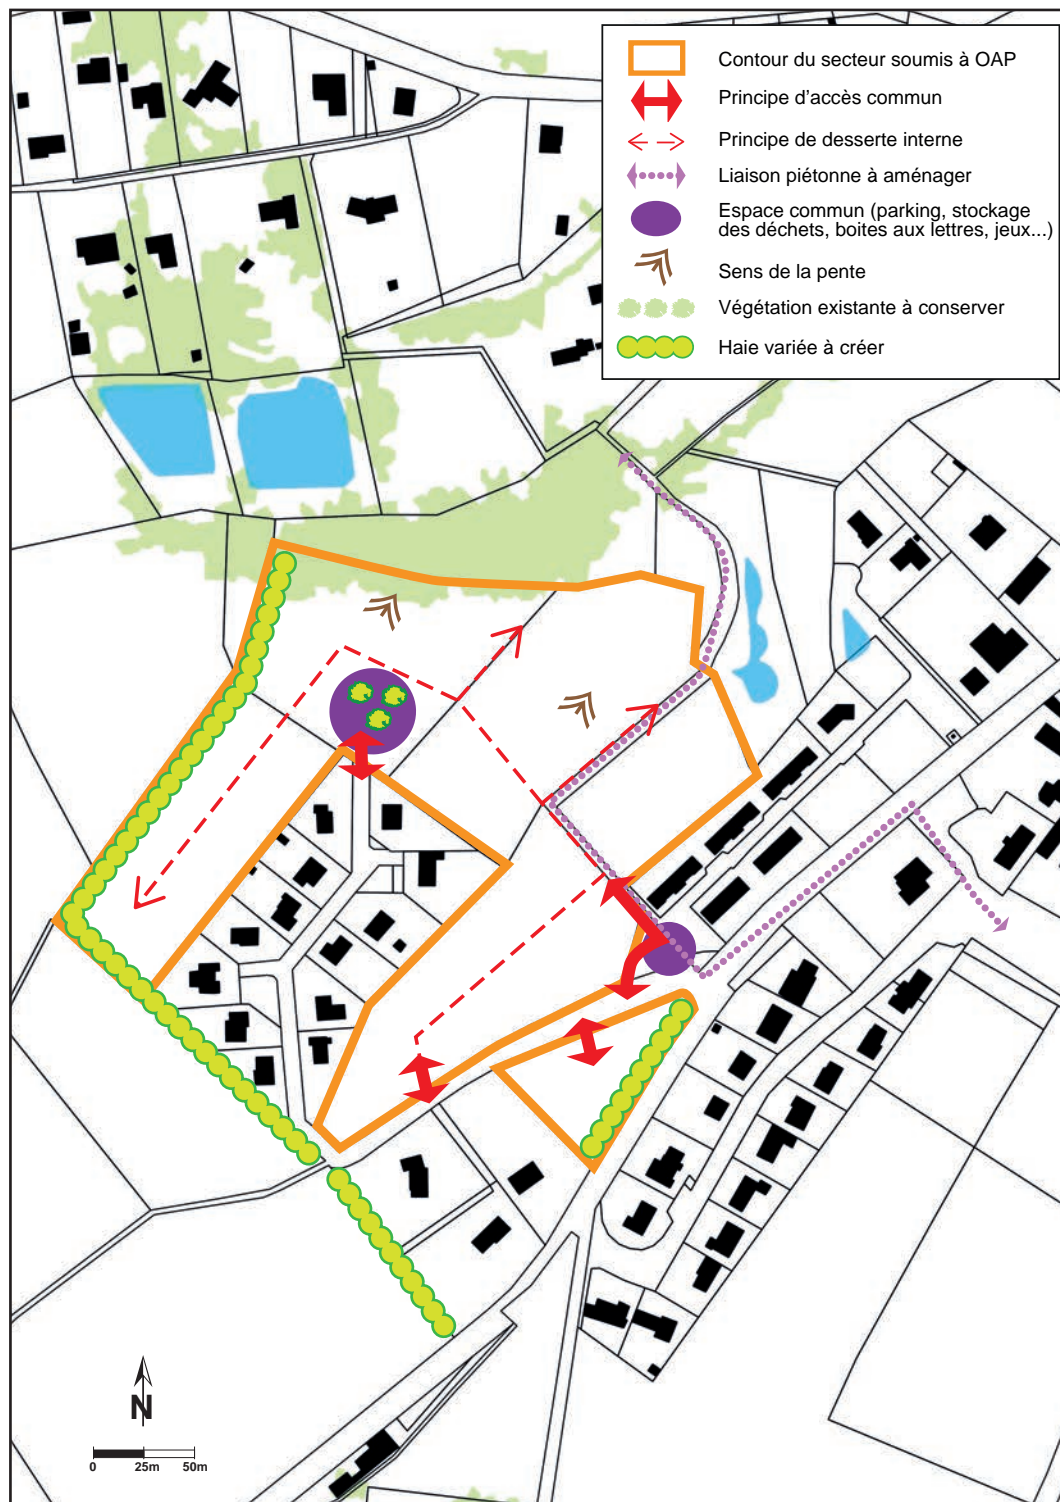 Contour du secteur soumis à OAP
Principe d'accès commun
Principe de desserte interne
Liaison piétonne à aménager
Espace commun (parking, stockage
des déchets, boites aux lettres, jeux...)
Sens de la pente
Végétation existante à conserver
Haie variée à créer
N
0 25m 50m